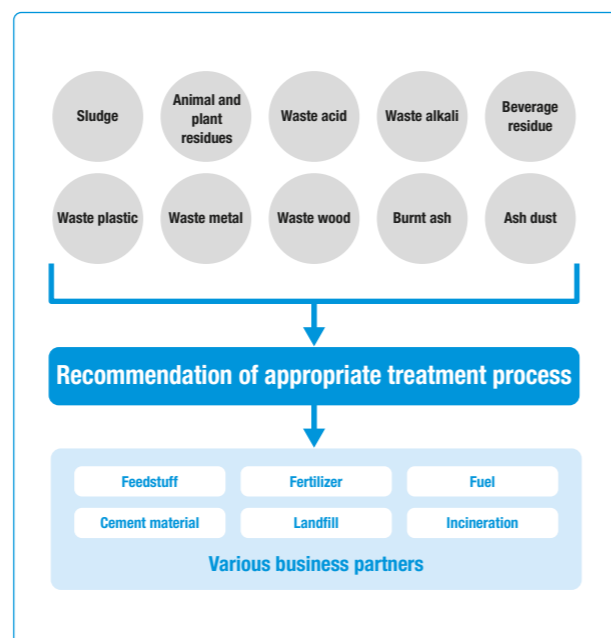 Sludge
Animal and
plant
residues
Waste acid
Waste alkali
Beverage
residue
Waste plastic
Waste metal
Waste wood
Burnt ash
Ash dust
Recommendation of appropriate treatment process
Feedstuff
Fertilizer
Fuel
Cement material
Landfill
Incineration
Various business partners